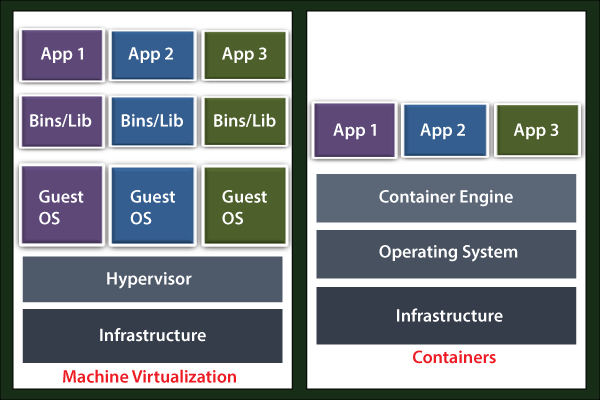 App 1 App 2 App 3
Bins/Lib Bins/Lib Bins/Lib
Guest Guest Guest
OS OS OS
Hypervisor
Infrastructure
Machine Virtualization
App 1 App 2 App 3
Container Engine
Operating System
Infrastructure
Containers